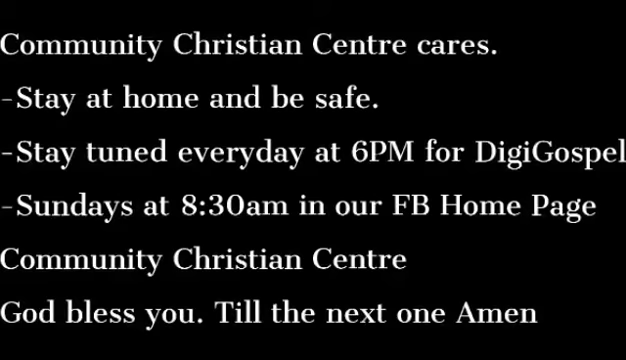 Community Christian Centre cares.
-Stay at home and be safe.
-Stay tuned everyday at 6PM for DigiGospel
-Sundays at 8:30am in our FB Home Page
Community Christian Centre
God bless you. Till the next one Amen